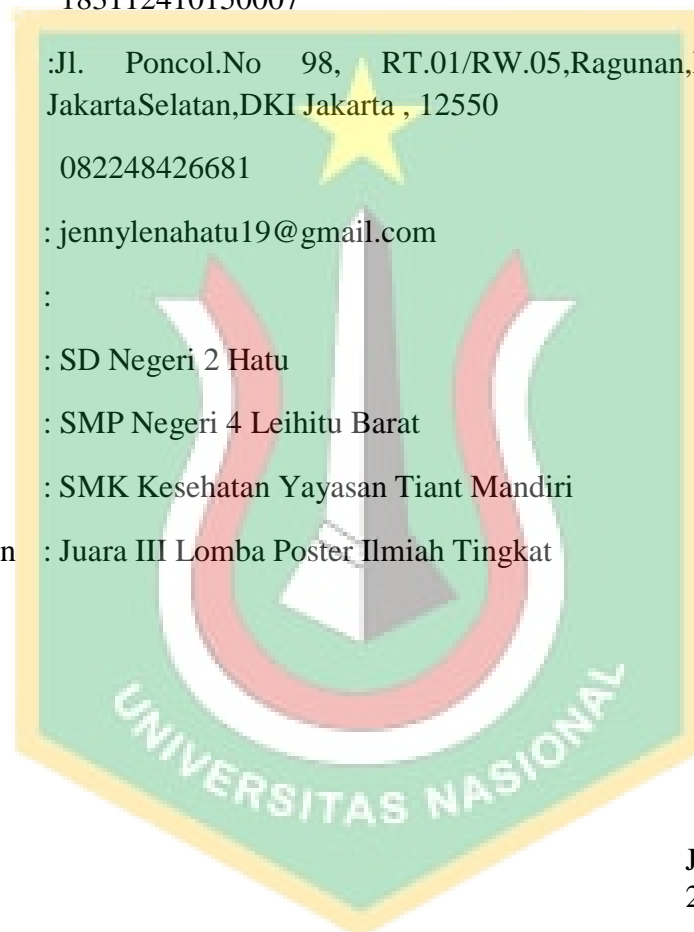 183112410150007
:Jl. Poncol.No 98, RT.01/RW.05,Ragunan,
JakartaSelatan,DKI Jakarta , 12550
082248426681
: jennylenahatu19@gmail.com
:
: SD Negeri 2 Hatu
: SMP Negeri 4 Leihitu Barat
: SMK Kesehatan Yayasan Tiant Mandiri
n : Juara III Lomba Poster Ilmiah Tingkat
UNIVERSITAS NASIONAL
J
2